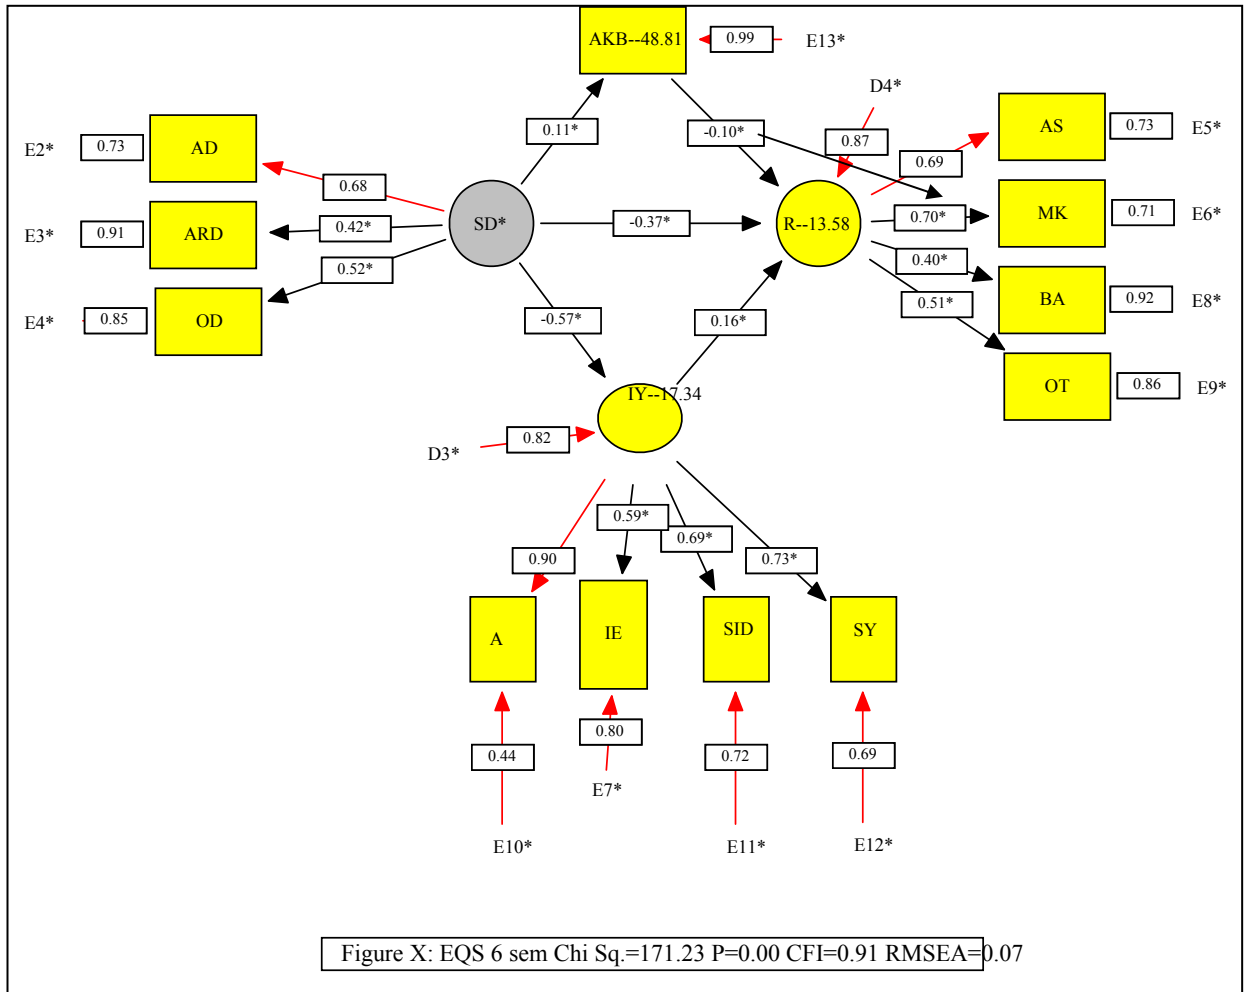 AKB--48.81
0.99
E13*
D4*
0.11*
-0.10*
0.87
AS
0.73
E5*
E2*
0.73
AD
0.69
0.68
SD*
-0.37*
R--13.58
0.70*
MK
0.71
E6*
E3*
0.91
ARD
0.42*
0.40*
0.52*
BA
0.92
E8*
E4*
0.85
OD
-0.57*
0.16*
0.51*
IY--17.34
OT
0.86
E9*
D3*
0.82
0.59*
0.69*
0.90
0.73*
A
IE
SID
SY
0.44
0.80
0.72
0.69
E7*
E10*
E11*
E12*
Figure X: EQS 6 sem Chi Sq.=171.23 P=0.00 CFI=0.91 RMSEA=0.07